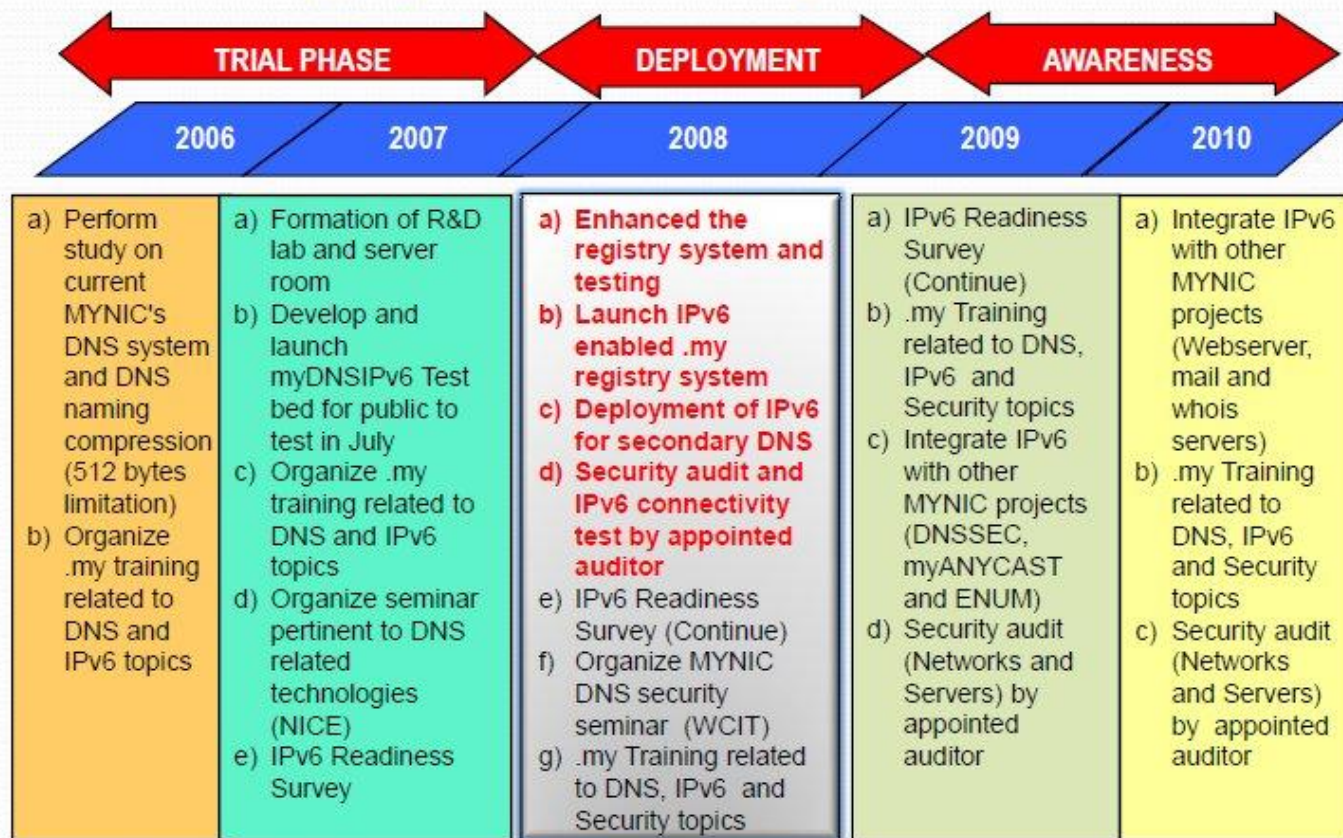 TRIAL PHASE
DEPLOYMENT
AWARENESS
2006
2007
2008
2009
2010
a) Perform
study on
current
MYNIC's
DNS system
and DNS
naming
compression
(512 bytes
limitation)
b) Organize
.my training
related to
DNS and
IPv6 topics
a) Formation of R&D
lab and server
room
b) Develop and
launch
myDNSIPv6 Test
bed for public to
test in July
c) Organize .my
training related to
DNS and IPv6
topics
d) Organize seminar
pertinent to DNS
related
technologies
(NICE)
e) IPv6 Readiness
Survey
a) Enhanced the
registry system and
testing
b) Launch IPv6
enabled .my
registry system
c) Deployment of IPv6
for secondary DNS
d) Security audit and
IPv6 connectivity
test by appointed
auditor
e) IPv6 Readiness
Survey (Continue)
f) Organize MYNIC
DNS security
seminar (WCIT)
g) .my Training related
to DNS, IPv6 and
Security topics
a) IPv6 Readiness
Survey
(Continue)
b) .my Training
related to DNS,
IPv6 and
Security topics
c) Integrate IPv6
with other
MYNIC projects
(DNSSEC,
myANYCAST
and ENUM)
d) Security audit
(Networks and
Servers) by
appointed
auditor
a) Integrate IPv6
with other
MYNIC
projects
(Webserver,
mail and
whois
servers)
b) .my Training
related to
DNS, IPv6
and Security
topics
c) Security audit
(Networks
and Servers)
by appointed
auditor